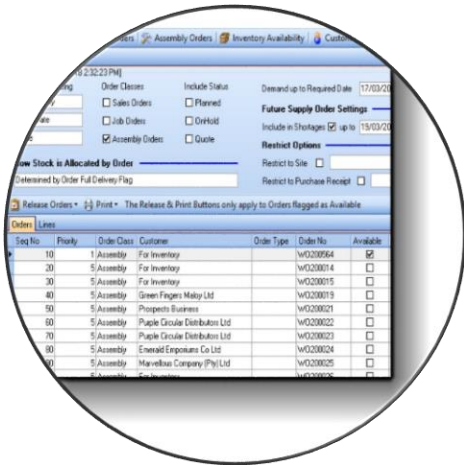 Assembly Orders Inventory Availability
2:32:23 PM]
Order Classes Include Status Demand up to Required Date 17/03/20
Sales Orders Planned
Future Supply Order Settings
Job Orders OnHold Include in Shortages up to 15/03/20
Assembly Orders Quote Restrict Options
Stock is Allocated by Order Restrict to Site
Determined by Order Full Delivery Flag Restrict to Purchase Receipt
Release Orders Print The Release & Print Buttons only apply to Orders flagged as Available
Orders Lines
Seq No Priority Order Class Customer Order Type Order No Available
10 1 Assembly For Inventory WO200564
20 5 Assembly For Inventory WO200014
30 5 Assembly For Inventory WO200015
40 5 Assembly Green Fingers Maloy Ltd WO200019
50 5 Assembly Prospects Business WO200021
60 5 Assembly Purple Circular Distributors Ltd WO200022
70 5 Assembly Purple Circular Distributors Ltd WO200023
80 5 Assembly Emerald Emporiums Co Ltd WO200024
5 Assembly Marvellous Company (Pty) Ltd WO200025
5 Assembly For Inventory WO200026